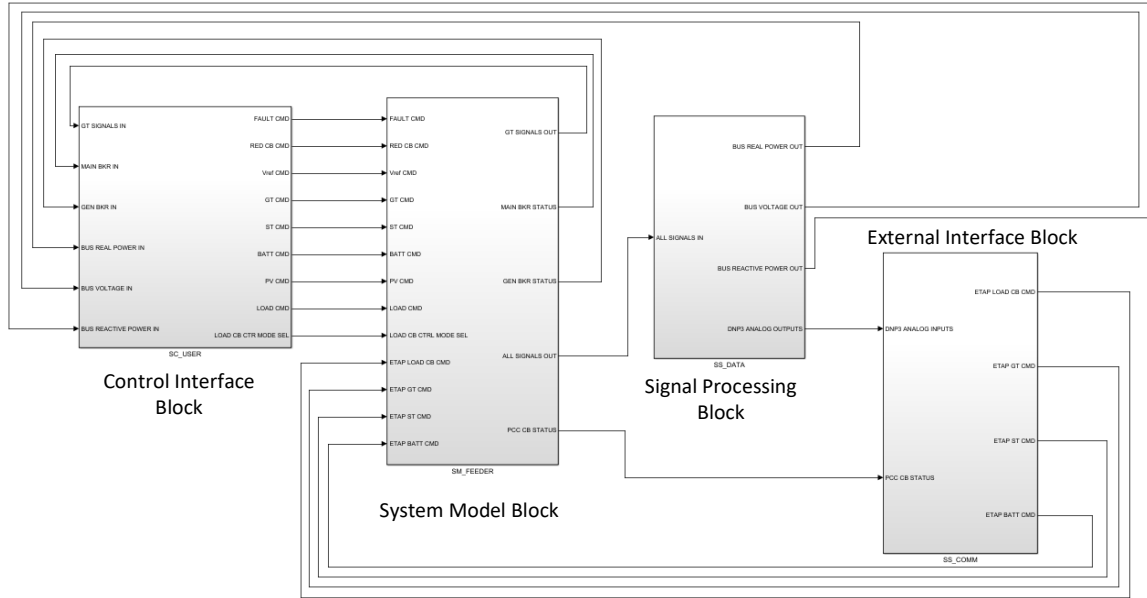 GT SIGNALS IN
MAIN BKR IN
GEN BKR IN
BUS REAL POWER IN
BUS VOLTAGE IN
BUS REACTIVE POWER IN
FAULT CMD
RED CB CMD
Vref CMD
GT CMD
ST CMD
BATT CMD
PV CMD
LOAD CMD
LOAD CB CTR MODE SEL
SC_USER
Control Interface
Block
FAULT CMD
RED CB CMD
Vref CMD
GT CMD
ST CMD
BATT CMD
PV CMD
LOAD CMD
LOAD CB CTRL MODE SEL
ETAP LOAD CB CMD
ETAP GT CMD
ETAP ST CMD
ETAP BATT CMD
GT SIGNALS OUT
MAIN BKR STATUS
GEN BKR STATUS
ALL SIGNALS OUT
PCC CB STATUS
SM_FEEDER
System Model Block
ALL SIGNALS IN
BUS REAL POWER OUT
BUS VOLTAGE OUT
BUS REACTIVE POWER OUT
DNP3 ANALOG OUTPUTS
SS_DATA
Signal Processing
Block
External Interface Block
DNP3 ANALOG INPUTS
PCC CB STATUS
ETAP LOAD CB CMD
ETAP GT CMD
ETAP ST CMD
ETAP BATT CMD
SS_COMM